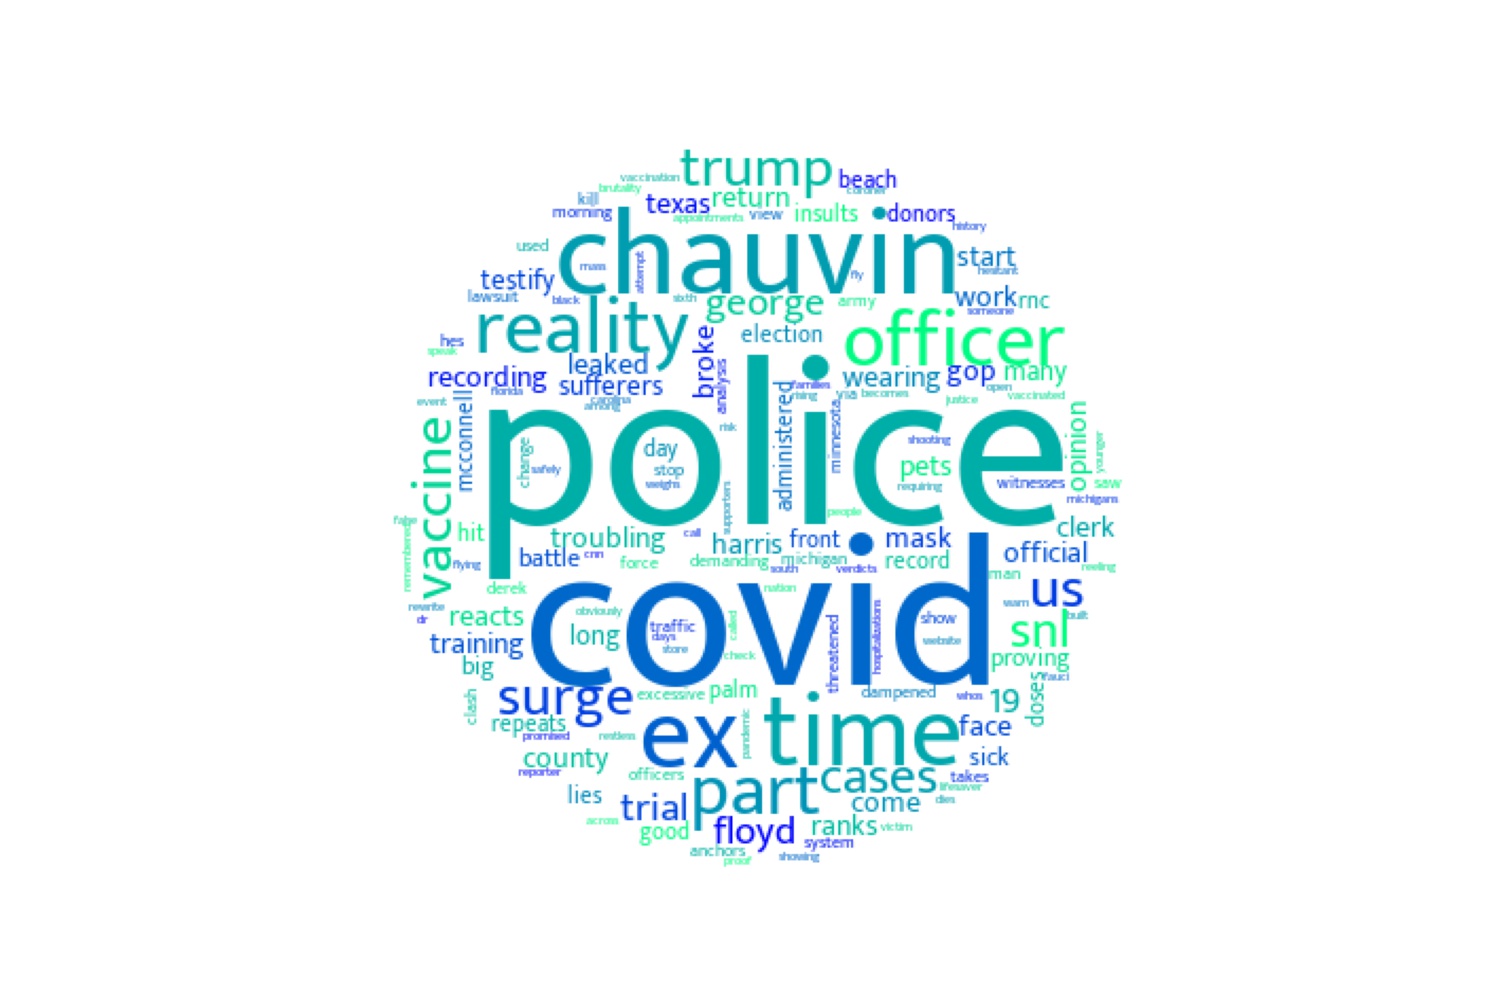 trump
vaccination
beach
brutality
coroner
kill
texas
return
morning
appointments
view
insults
donors
history
chauvin
used
start
testify
mass
attempt
fly
hesitant
lawsuit
black
sixth
george
army
work
rnc
someone
reality
officer
hes
speak
broke
election
leaked
recording
sufferers
analysis
wearing
gop
many
families
rising
via
becomes
open
vaccinated
florida
carolina
among
event
mcconnell
administered
minnesota
justice
opinion
police
risk
vaccine
change
safely
day
stop
weighs
shooting
pets
requiring
witnesses
younger
saw
michigans
supporters
people
fake
remembered
hit
troubling
call
harris
front
mask
clerk
battle
cnn
force
demanding
michigan
record
official
flying
south
verdicts
man
reeling
derek
nation
us
covid
rewrite
dr
reacts
obviously
warn
built
training
long
traffic
days
store
called
threatened
hospitalizations
show
website
snl
big
check
proving
fauci
surge
excessive
palm
dampened
whos
19
doses
clash
repeats
promised
restless
ex
pandemic
time
face
county
sick
reporter
officers
part
cases
takes
lifesaver
lies
trial
come
dies
across
good
floyd
ranks
victim
system
anchors
proof
showing